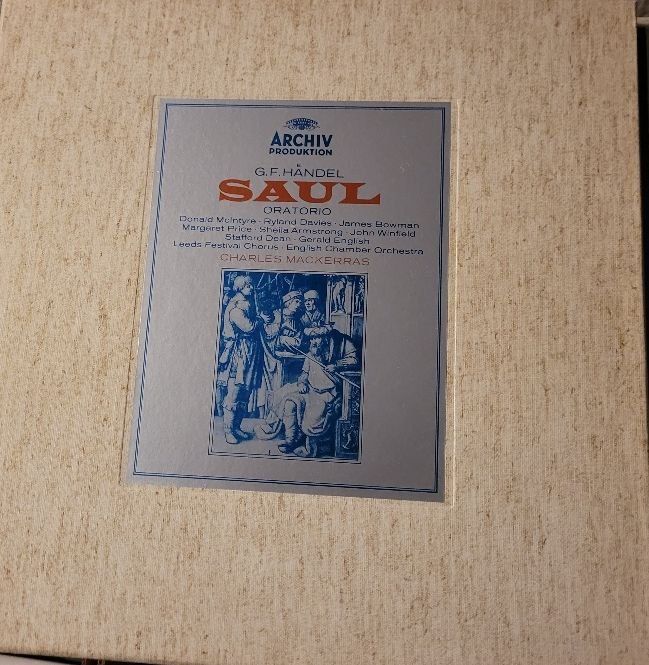 ARCHIV
PRODUKTION
G.F.HANDEL
SAUL
ORATORIO
Donald McIntyre · Ryland Davies · James Bowman
Margaret Price · Sheila Armstrong · John Winfield
Stafford Dean · Gerald English
Leeds Festival Chorus · English Chamber Orchestra
CHARLES MACKERRAS